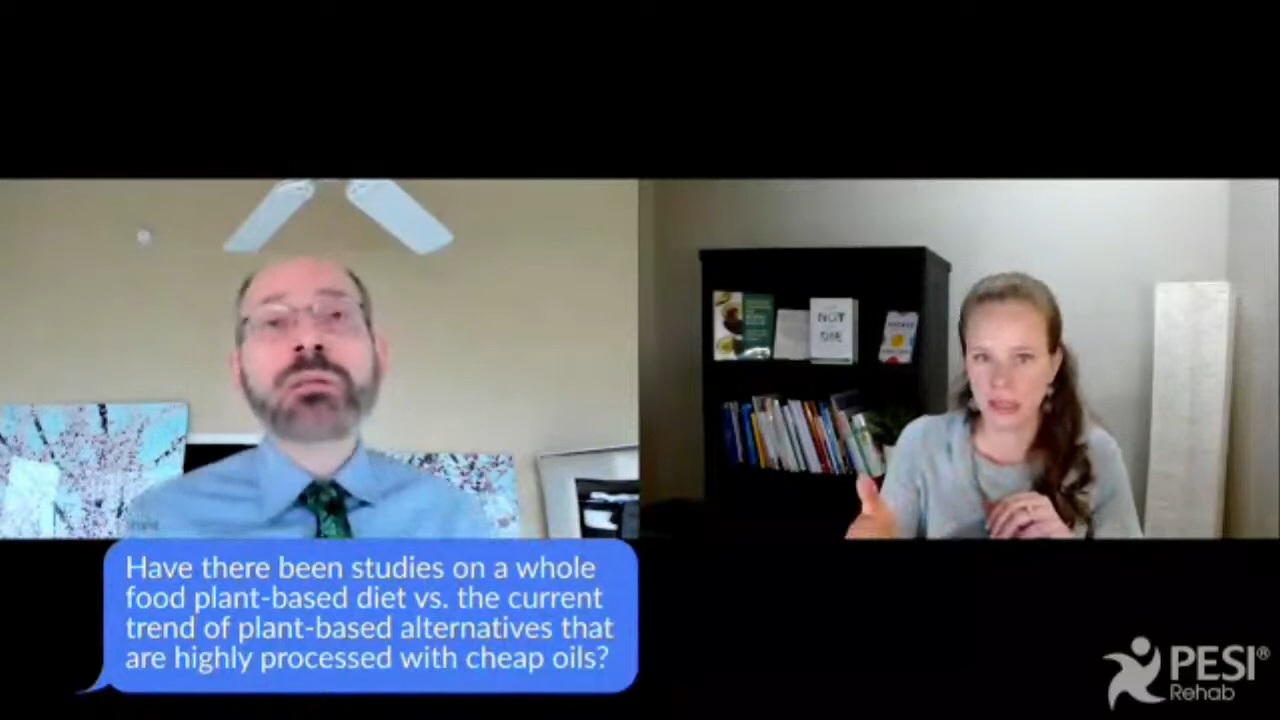 NOT
DIE
Have there been studies on a whole
food plant-based diet vs. the current
trend of plant-based alternatives that
are highly processed with cheap oils?
PESI®
Rehab